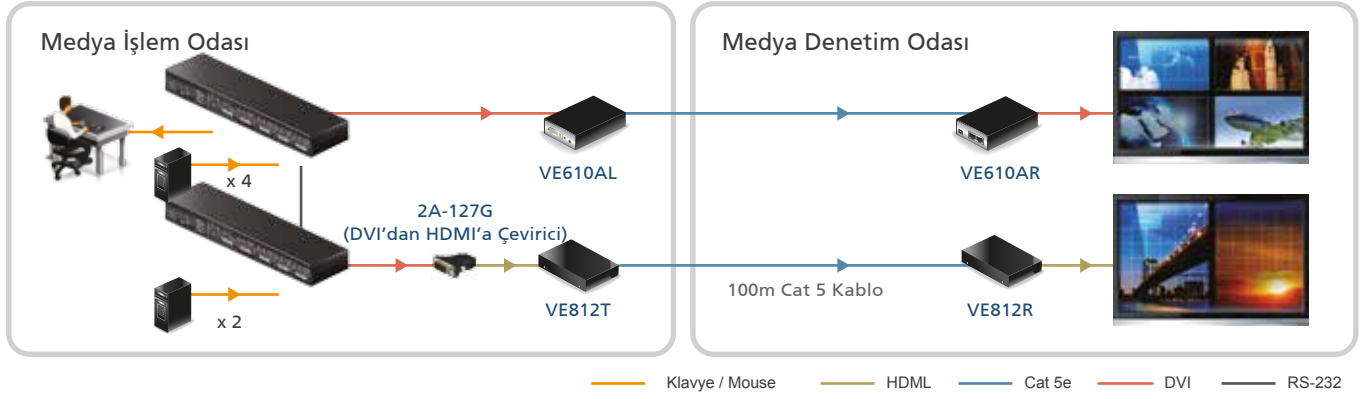 Medya İşlem Odası
Medya Denetim Odası
VE610AL
VE610AR
x 4
2A-127G
(DVI'dan HDMI'a Çevirici)
100m Cat 5 Kablo
VE812T
VE812R
x 2
Klavye / Mouse
HDML
Cat 5e
DVI
RS-232